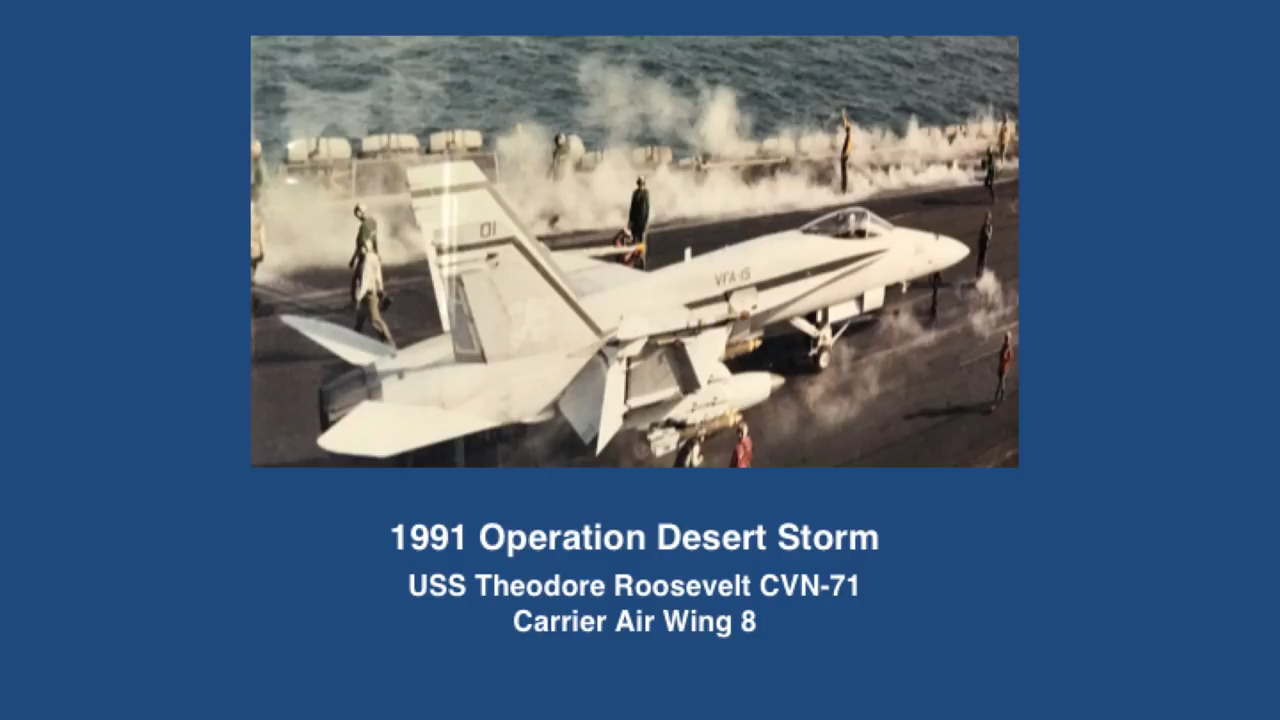 01
VFA-15
1991 Operation Desert Storm
USS Theodore Roosevelt CVN-71
Carrier Air Wing 8